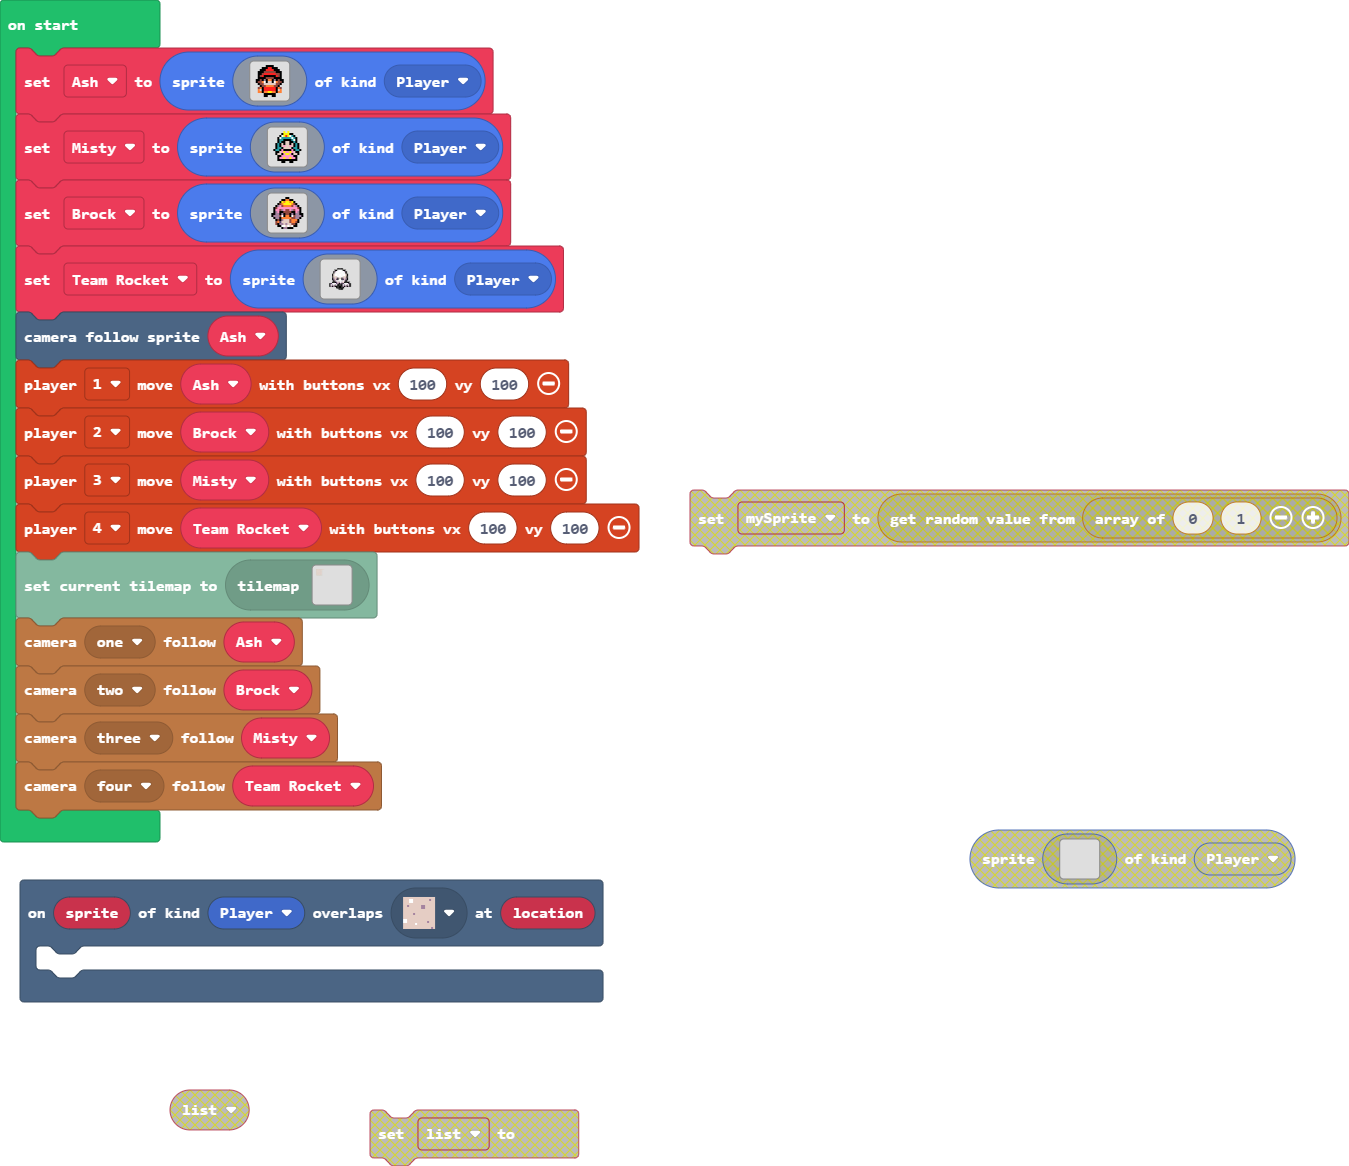 on start
set Ash to sprite of kind Player
set Misty to sprite of kind Player
set Brock to sprite of kind Player
set Team Rocket to sprite of kind Player
camera follow sprite Ash
player 1 move Ash with buttons vx 100 vy 100
player 2 move Brock with buttons vx 100 vy 100
player 3 move Misty with buttons vx 100 vy 100
player 4 move Team Rocket with buttons vx 100 vy 100
set mySprite to get random value from array of 0 1
set current tilemap to tilemap
camera one follow Ash
camera two follow Brock
camera three follow Misty
camera four follow Team Rocket
sprite of kind Player
on sprite of kind Player overlaps at location
list
set list to